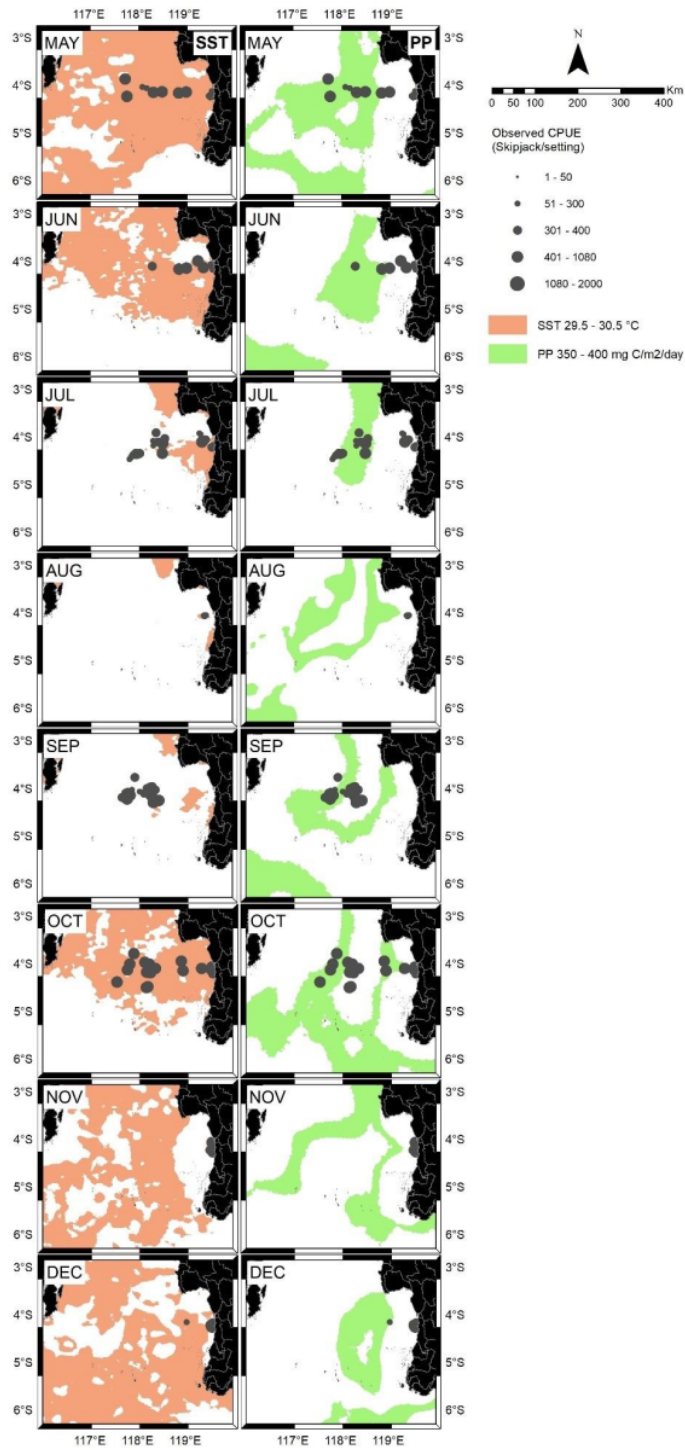 117°E 118°E 119°E 117°E 118°E 119°E
3°S MAY SST MAY PP 3°S
4°S 4°S
5°S 5°S
6°S 6°S
3°S JUN JUN 3°S
4°S 4°S
5°S 5°S
6°S 6°S
3°S JUL JUL 3°S
4°S 4°S
5°S 5°S
6°S 6°S
3°S AUG AUG 3°S
4°S 4°S
5°S 5°S
6°S 6°S
3°S SEP SEP 3°S
4°S 4°S
5°S 5°S
6°S 6°S
3°S OCT OCT 3°S
4°S 4°S
5°S 5°S
6°S 6°S
3°S NOV NOV 3°S
4°S 4°S
5°S 5°S
6°S 6°S
3°S DEC DEC 3°S
4°S 4°S
5°S 5°S
6°S 6°S
117°E 118°E 119°E 117°E 118°E 119°E
N
Km
0 50 100 200 300 400
Observed CPUE
(Skipjack/setting)
1 - 50
51 - 300
301 - 400
401 - 1080
1080 - 2000
SST 29.5 - 30.5 °C
PP 350 - 400 mg C/m2/day